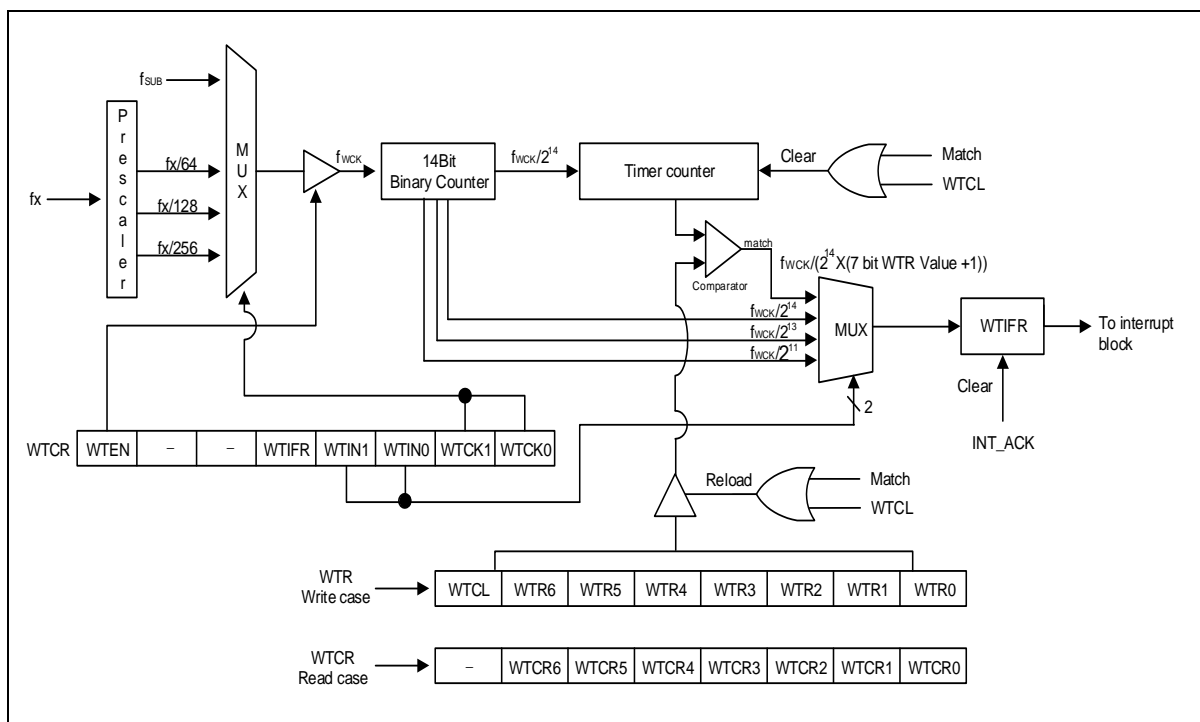 fSUB
Prescaler
fx
fx/64
fx/128
fx/256
MUX
fWCK
14Bit
Binary Counter
fWCK/2^14
Timer counter
Clear
Match
WTCL
match
Comparator
fWCK/(2^14X(7 bit WTR Value +1))
fWCK/2^14
fWCK/2^13
fWCK/2^11
MUX
2
WTIFR
To interrupt
block
Clear
INT_ACK
WTCR WTEN – – WTIFR WTIN1 WTIN0 WTCK1 WTCK0
Reload
Match
WTCL
WTR
Write case
WTCL WTR6 WTR5 WTR4 WTR3 WTR2 WTR1 WTR0
WTCR
Read case
– WTCR6 WTCR5 WTCR4 WTCR3 WTCR2 WTCR1 WTCR0